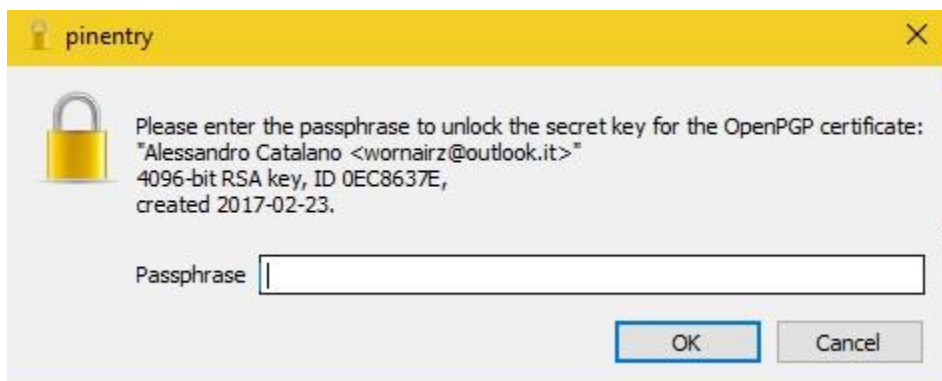 pinentry
Please enter the passphrase to unlock the secret key for the OpenPGP certificate:
"Alessandro Catalano <wornairz@outlook.it>"
4096-bit RSA key, ID 0EC8637E,
created 2017-02-23.
Passphrase
OK Cancel